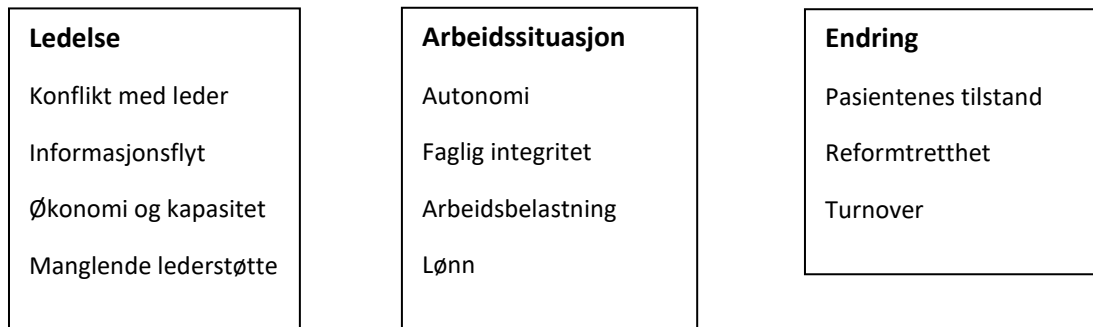 Ledelse
Konflikt med leder
Informasjonsflyt
Økonomi og kapasitet
Manglende lederstøtte
Arbeidssituasjon
Autonomi
Faglig integritet
Arbeidsbelastning
Lønn
Endring
Pasientenes tilstand
Reformtretthet
Turnover